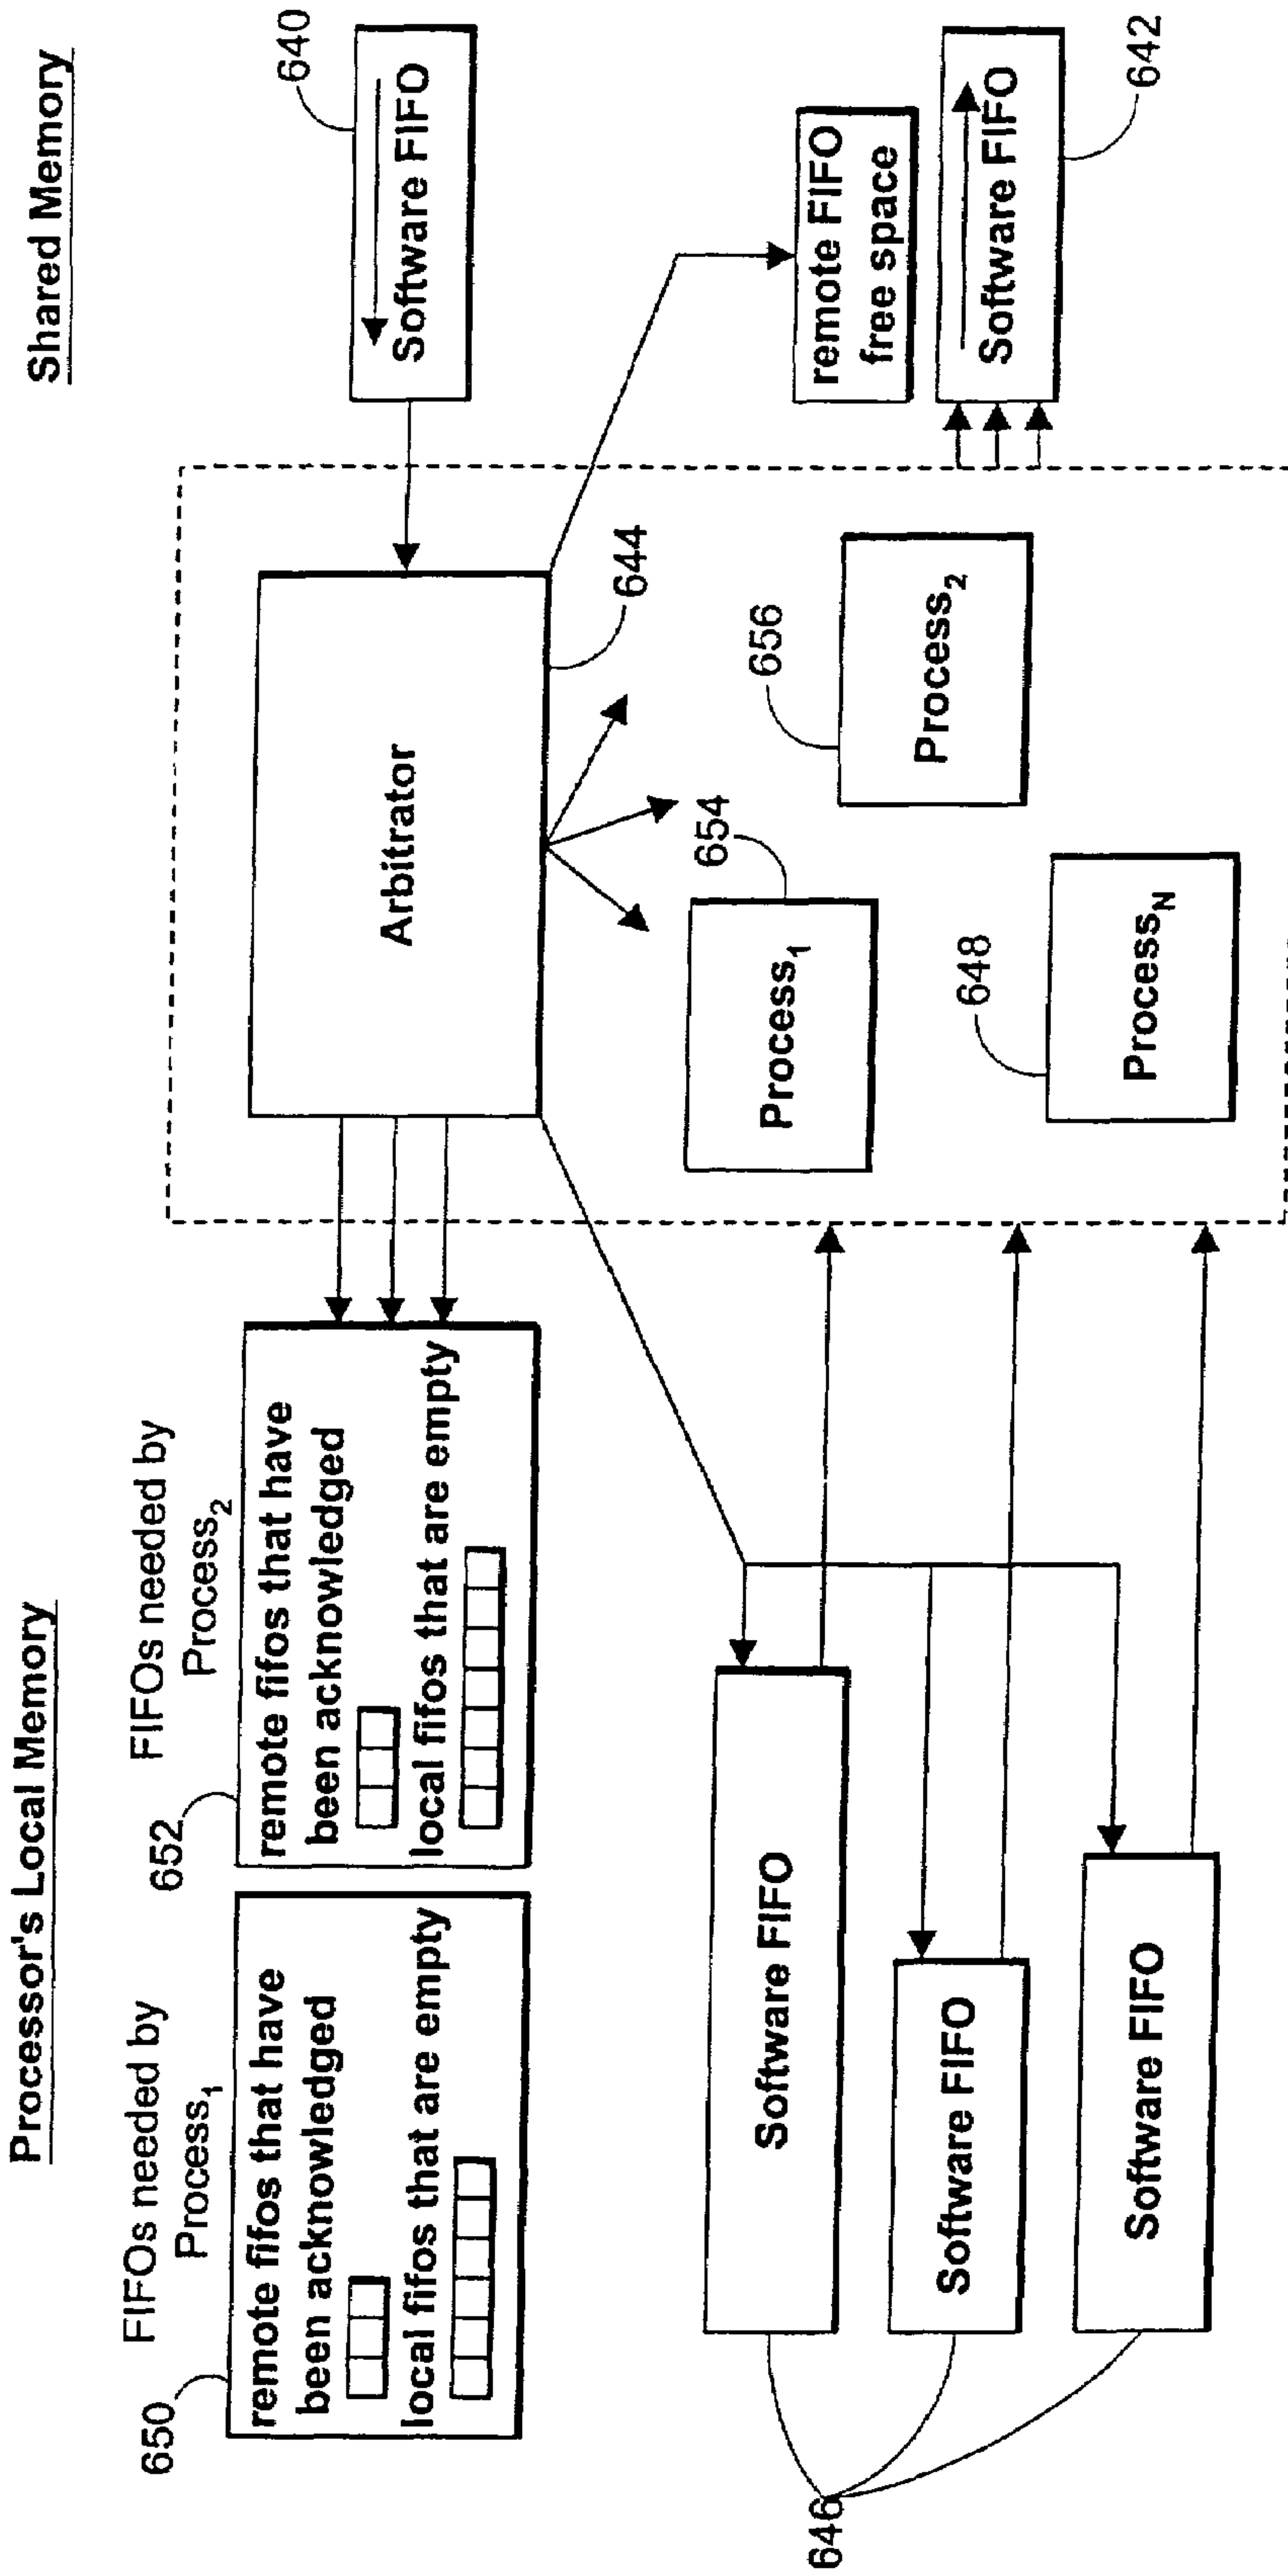 Processor's Local Memory
Shared Memory
FIFOs needed by
Process1
650
remote fifos that have
been acknowledged
local fifos that are empty
FIFOs needed by
Process2
652
remote fifos that have
been acknowledged
local fifos that are empty
Arbitrator
644
640
Software FIFO
remote FIFO
free space
Software FIFO
642
654
Process1
656
Process2
648
ProcessN
Software FIFO
Software FIFO
Software FIFO
646